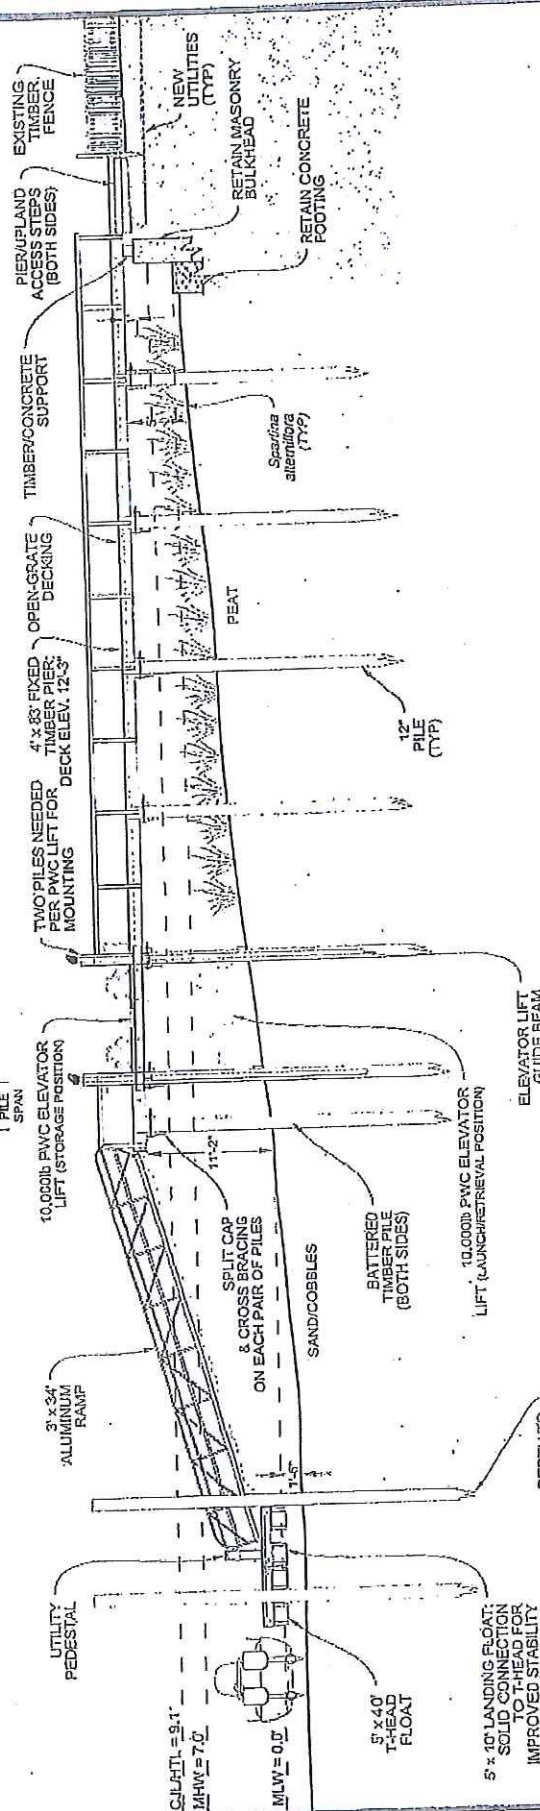 EXISTING
TIMBER
FENCE
NEW
UTILITIES
(TYP)
PIER/UPLAND
ACCESS STEPS
(BOTH SIDES)
RETAIN MASONRY
BULKHEAD
RETAIN CONCRETE
FOOTING
TIMBER/CONCRETE
SUPPORT
Spartina
alterniflora
(TYP)
OPEN-GRATE
DECKING
4' x 83' FIXED
TIMBER PIER:
DECK ELEV. 12'-3"
PEAT
12"
PILE
(TYP)
TWO PILES NEEDED
PER PWC LIFT FOR
MOUNTING
PILE
SPAN
10,000lb PWC ELEVATOR
LIFT (STORAGE POSITION)
ELEVATOR LIFT
GUIDE BEAM
10,000lb PWC ELEVATOR
LIFT (LAUNCH/RETRIEVAL POSITION)
11'-2"
SPLIT CAP
& CROSS BRACING
ON EACH PAIR OF PILES
BATTERED
TIMBER PILE
(BOTH SIDES)
SAND/COBBLES
3' x 34'
ALUMINUM
RAMP
1'-6"
UTILITY
PEDESTAL
5' x 10' LANDING FLOAT:
SOLID CONNECTION
TO T-HEAD FOR
IMPROVED STABILITY
5' x 40'
T-HEAD
FLOAT
CJL/HTL = 9.1'
MHW = 7.0'
MLW = 0.0'